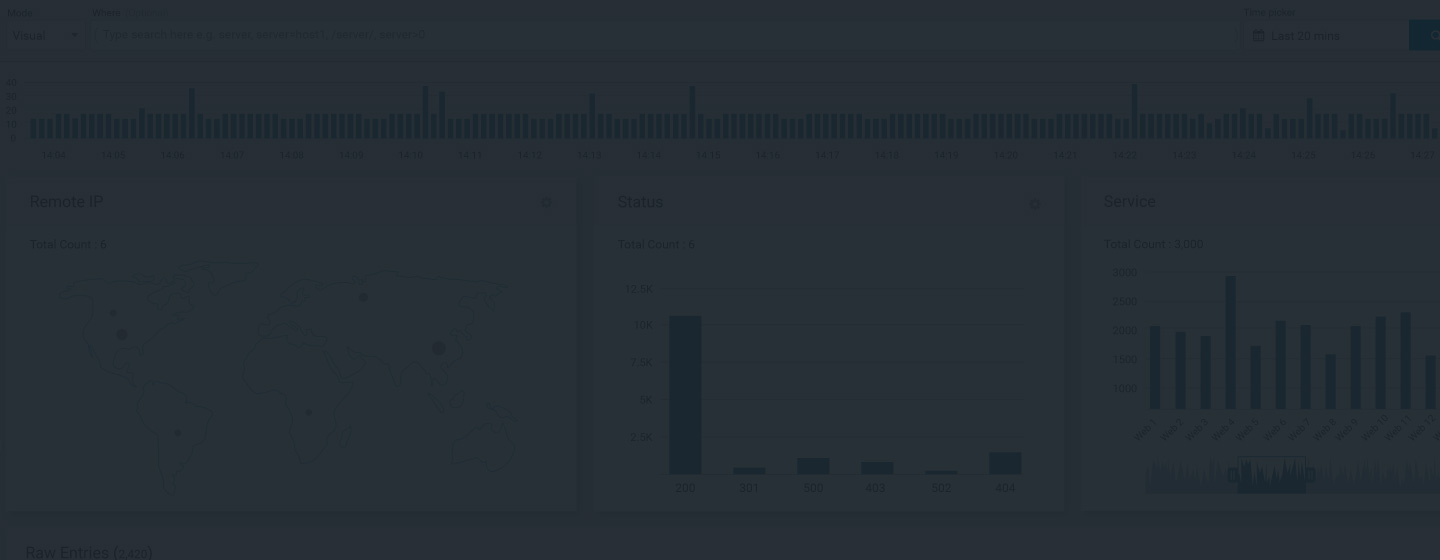 Mode
Where
Time
Visual
Type search here e.g. server, server=host1, /server/, server>C
Last 20 mins
40
30
20
10
0
14:04 14:05 14:06 14:07 14:08 14:09 14:10 14:11 14:12 14:13 14:14 14:15 14:16 14:17 14:18 14:19 14:20 14:21 14:22 14:23 14:24 14:25 14:26 14:27
Remote IP
Total Count : 6
Status
Total Count : 6
12.5K
10K
7.5K
5K
2.5K
200 301 500 403 502 404
Service
Total Count : 3,000
3000
2500
2000
1500
1000
Web 1 Web 2 Web 3 Web 4 Web 5 Web 6 Web 7 Web 8 Web 9 Web 10 Web 11 Web 12
Raw Entries (2,420)